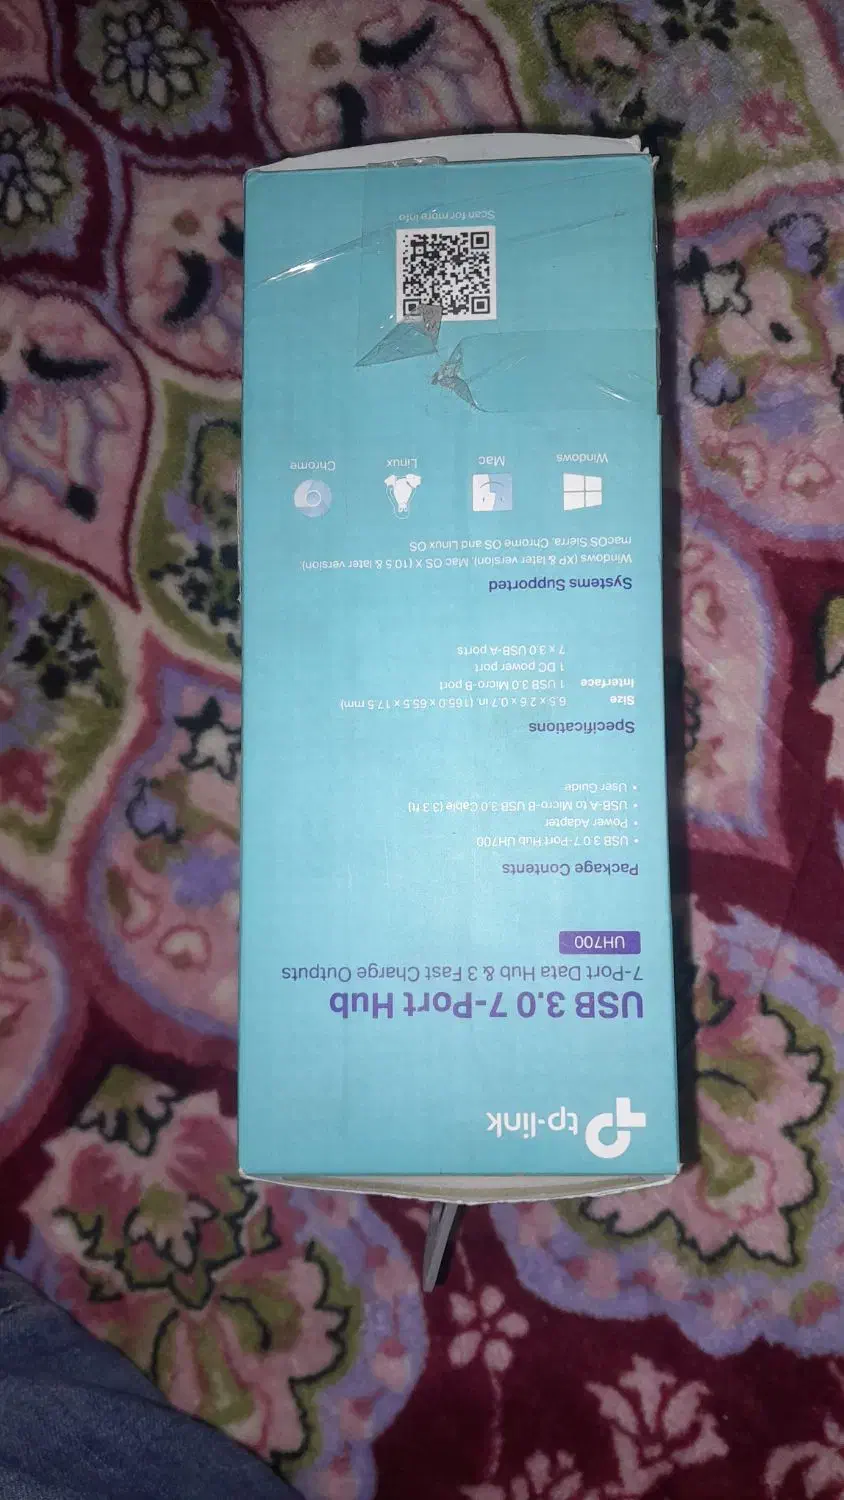 tp-link
USB 3.0 7-Port Hub
7-Port Data Hub & 3 Fast Charge Outputs
UH700
Package Contents
• USB 3.0 7-Port Hub UH700
• Power Adapter
• USB-A to Micro-B USB 3.0 Cable (3.3 ft)
• User Guide
Specifications
Size 6.5 x 2.6 x 0.7 in. (165.0 x 65.5 x 17.5 mm)
Interface 1 USB 3.0 Micro-B port
1 DC power port
7 x 3.0 USB-A ports
Systems Supported
Windows (XP & later version), Mac OS X (10.5 & later version)
macOS Sierra, Chrome OS and Linux OS
Windows Mac Linux Chrome
Scan for more info